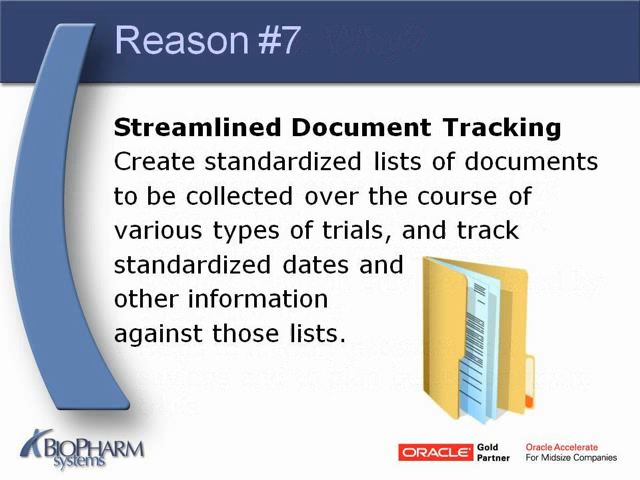 Reason #7
Streamlined Document Tracking
Create standardized lists of documents
to be collected over the course of
various types of trials, and track
standardized dates and
other information
against those lists.
BIOPHARM
systems
ORACLE
Gold
Partner
Oracle Accelerate
For Midsize Companies